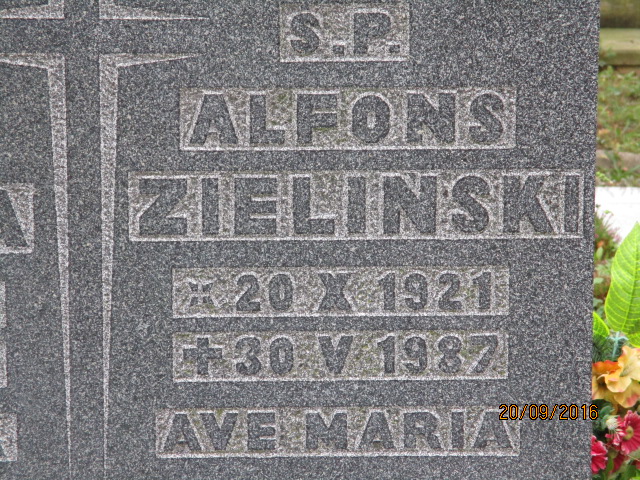 S.P.
ALFONS
ZIELINSKI
* 20 X 1921
+ 30 V 1987
AVE MARIA
20/09/2016